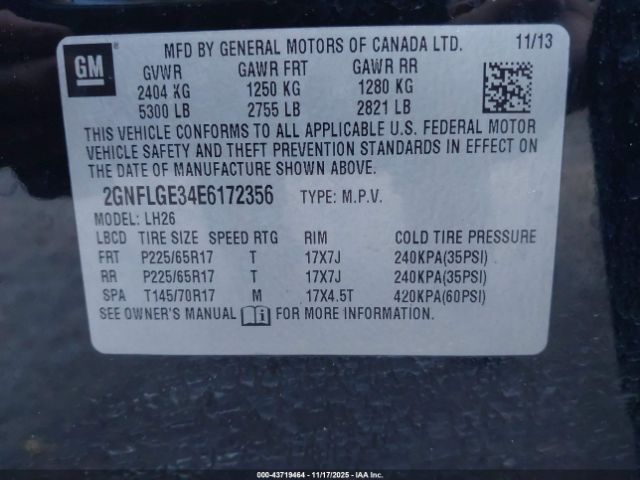 GM
MFD BY GENERAL MOTORS OF CANADA LTD. 11/13
GVWR GAWR FRT GAWR RR
2404 KG 1250 KG 1280 KG
5300 LB 2755 LB 2821 LB
THIS VEHICLE CONFORMS TO ALL APPLICABLE U.S. FEDERAL MOTOR
VEHICLE SAFETY AND THEFT PREVENTION STANDARDS IN EFFECT ON
THE DATE OF MANUFACTURE SHOWN ABOVE.
2GNFLGE34E6172356 TYPE: M.P.V.
MODEL: LH26
LBCD TIRE SIZE SPEED RTG RIM COLD TIRE PRESSURE
FRT P225/65R17 T 17X7J 240KPA(35PSI)
RR P225/65R17 T 17X7J 240KPA(35PSI)
SPA T145/70R17 M 17X4.5T 420KPA(60PSI)
SEE OWNER'S MANUAL i FOR MORE INFORMATION.
000-43719464 - 11/17/2025 - IAA Inc. Copyright